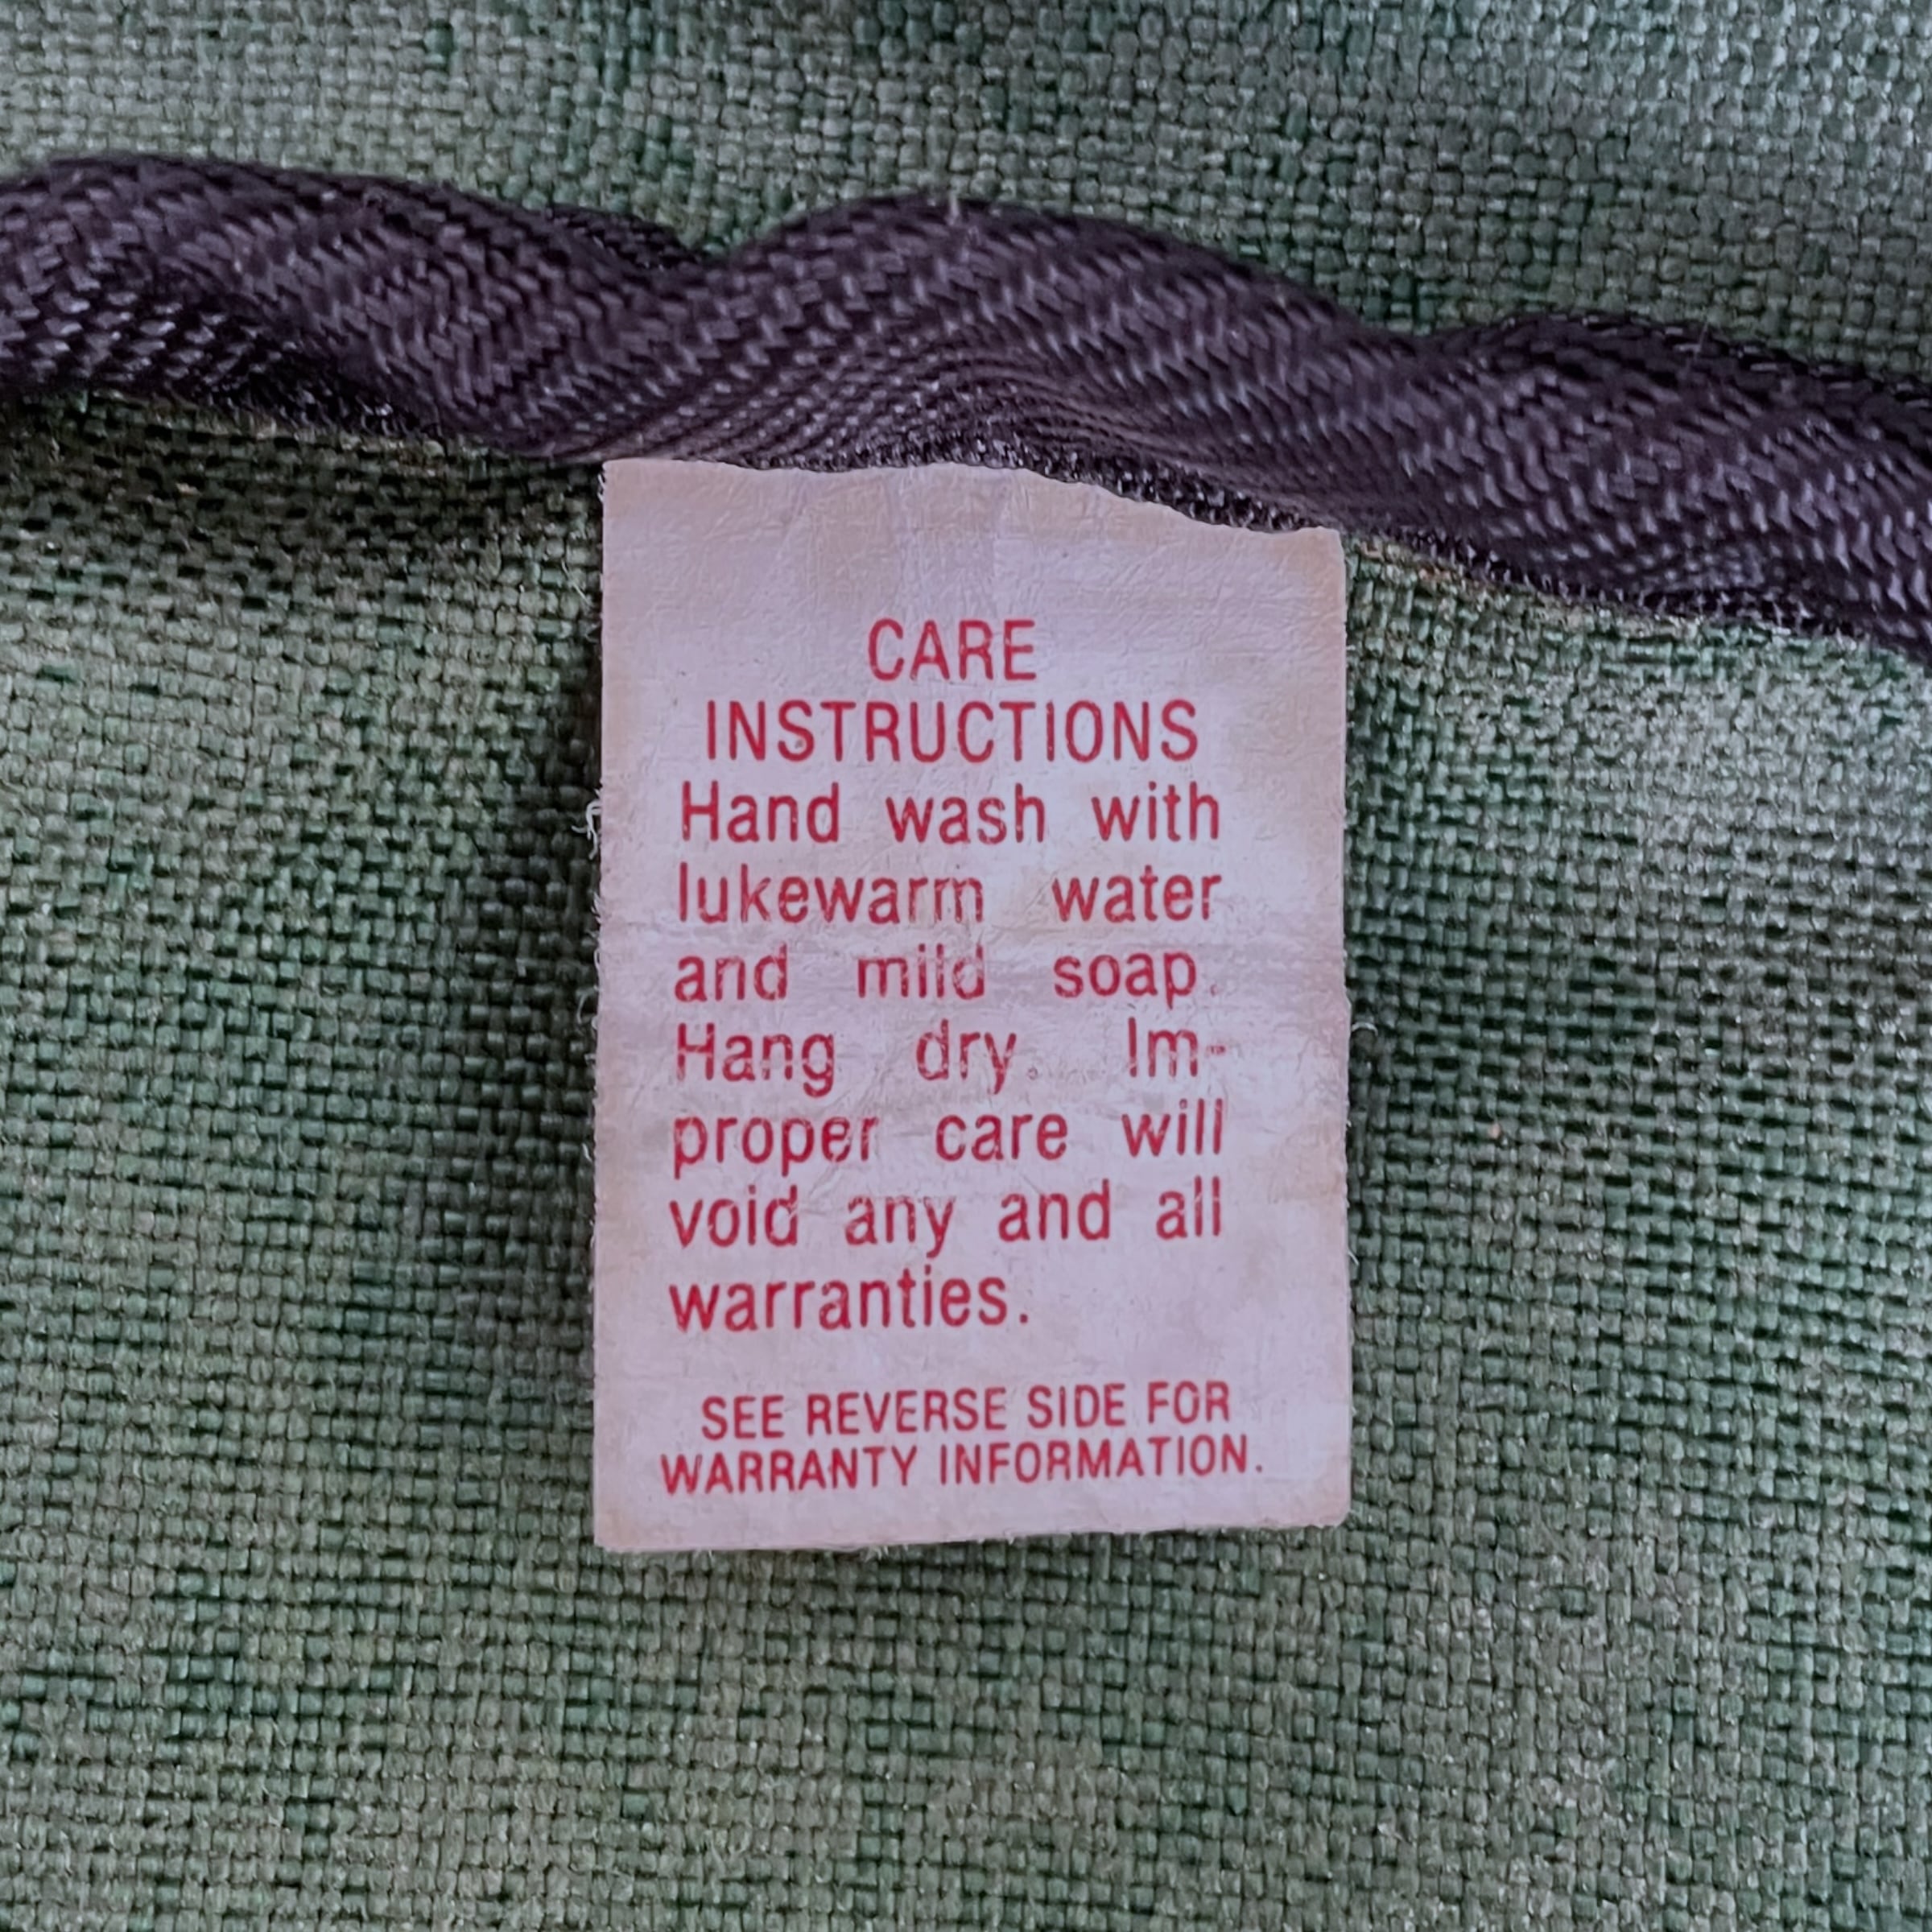 CARE
INSTRUCTIONS
Hand wash with
lukewarm water
and mild soap.
Hang dry. Im-
proper care will
void any and all
warranties.
SEE REVERSE SIDE FOR
WARRANTY INFORMATION.